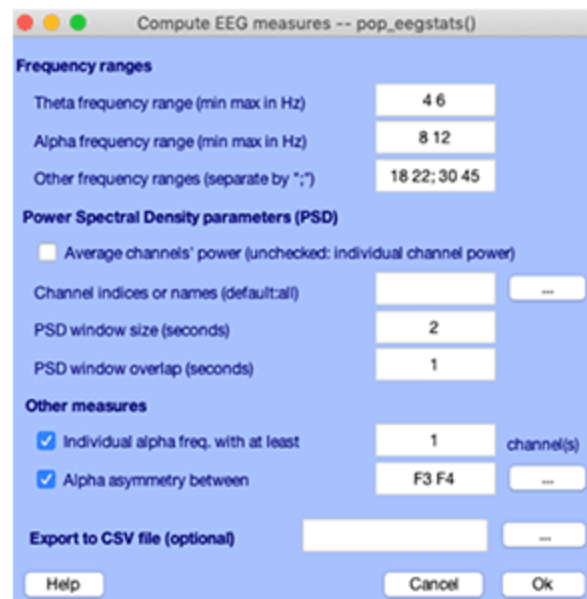 Compute EEG measures -- pop_eegstats()
Frequency ranges
Theta frequency range (min max in Hz) 4 6
Alpha frequency range (min max in Hz) 8 12
Other frequency ranges (separate by ";") 18 22; 30 45
Power Spectral Density parameters (PSD)
Average channels' power (unchecked: individual channel power)
Channel indices or names (default:all) ...
PSD window size (seconds) 2
PSD window overlap (seconds) 1
Other measures
Individual alpha freq. with at least 1 channel(s)
Alpha asymmetry between F3 F4 ...
Export to CSV file (optional) ...
Help Cancel Ok